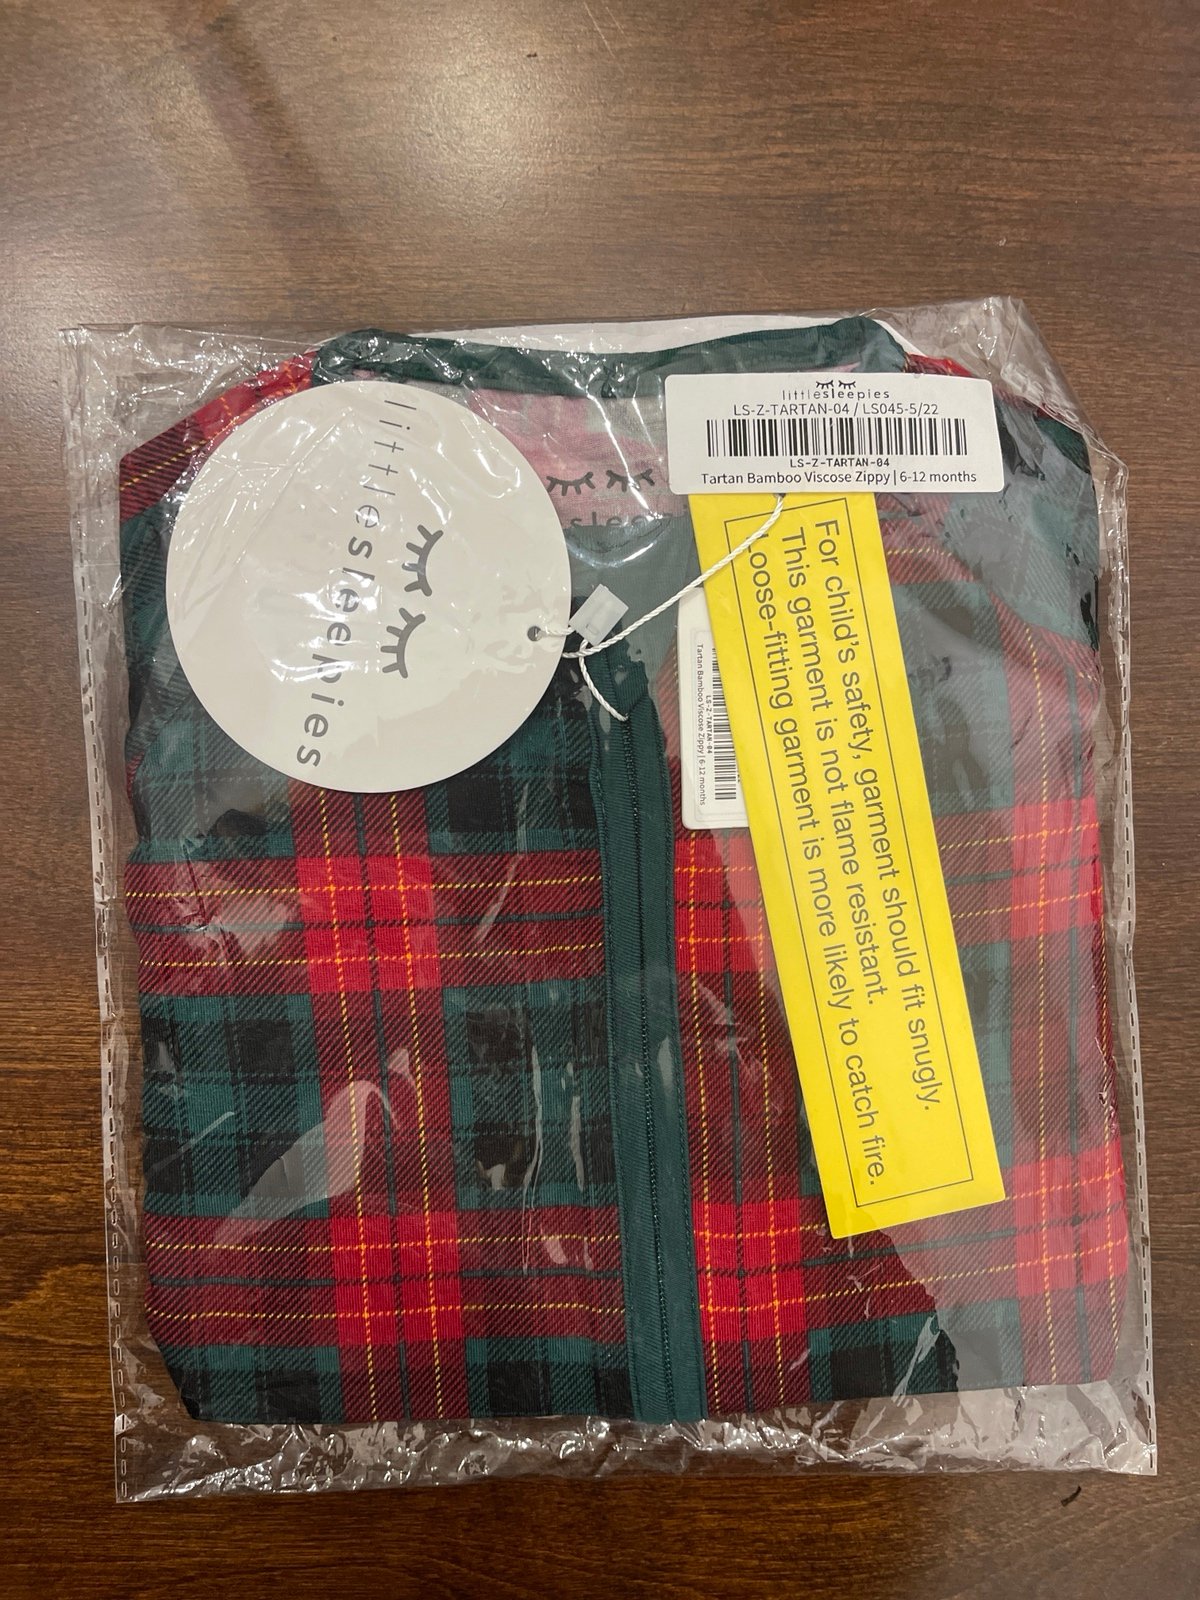 littlesleepies
LS-Z-TARTAN-04 / LS045-5/22
LS-Z-TARTAN-04
Tartan Bamboo Viscose Zippy | 6-12 months
littlesleepies
For child's safety, garment should fit snugly.
This garment is not flame resistant.
Loose-fitting garment is more likely to catch fire.
LS-Z-TARTAN-04
Tartan Bamboo Viscose Zippy | 6-12 months